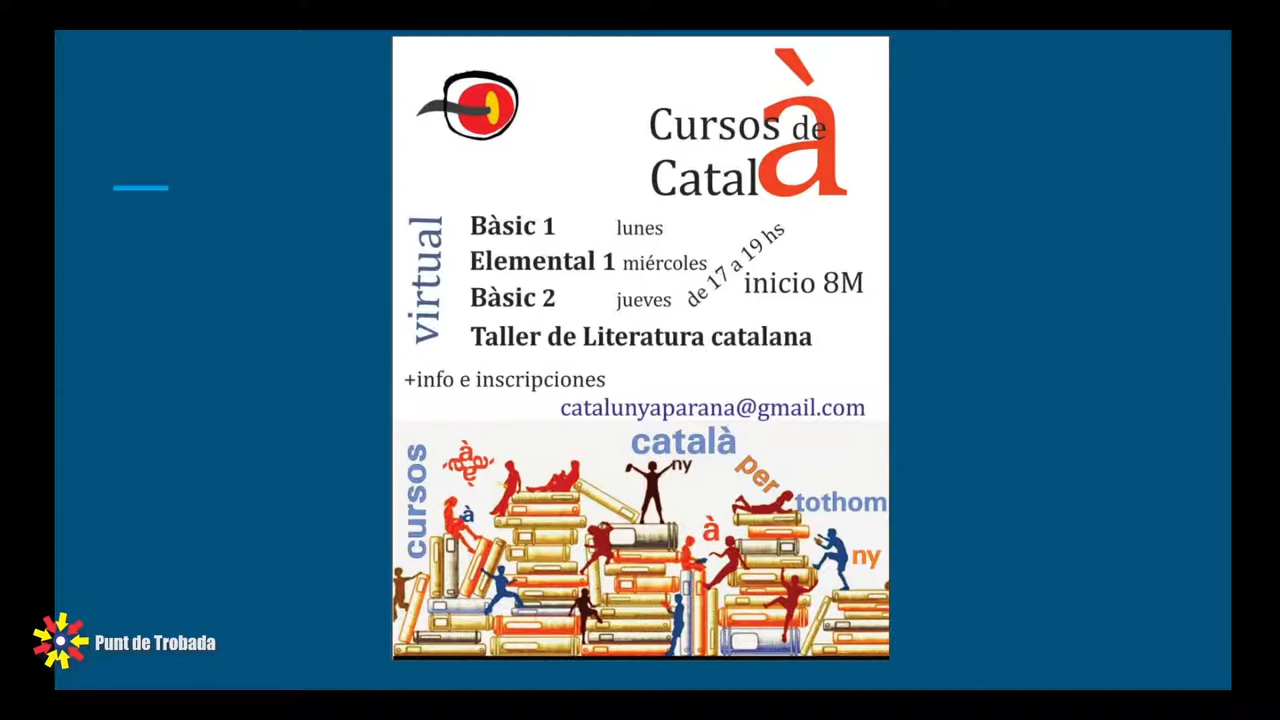 Cursos de
Català
virtual
Bàsic 1 lunes
Elemental 1 miércoles
Bàsic 2 jueves
de 17 a 19 hs
inicio 8M
Taller de Literatura catalana
+info e inscripciones
catalunyaparana@gmail.com
cursos
català
ny
per
tothom
à
à
ny
Punt de Trobada